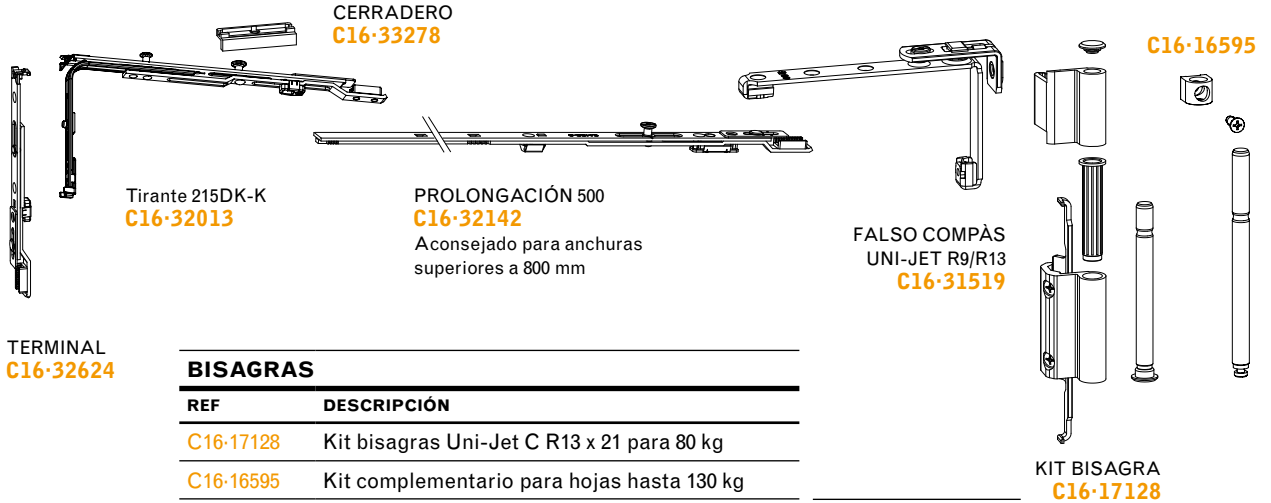 CERRADERO
C16·33278
C16·16595
Tirante 215DK-K
C16·32013
PROLONGACIÓN 500
C16·32142
Aconsejado para anchuras
superiores a 800 mm
FALSO COMPÀS
UNI-JET R9/R13
C16·31519
TERMINAL
C16·32624
BISAGRAS
REF DESCRIPCIÓN
C16·17128 Kit bisagras Uni-Jet C R13 x 21 para 80 kg
C16·16595 Kit complementario para hojas hasta 130 kg
KIT BISAGRA
C16·17128